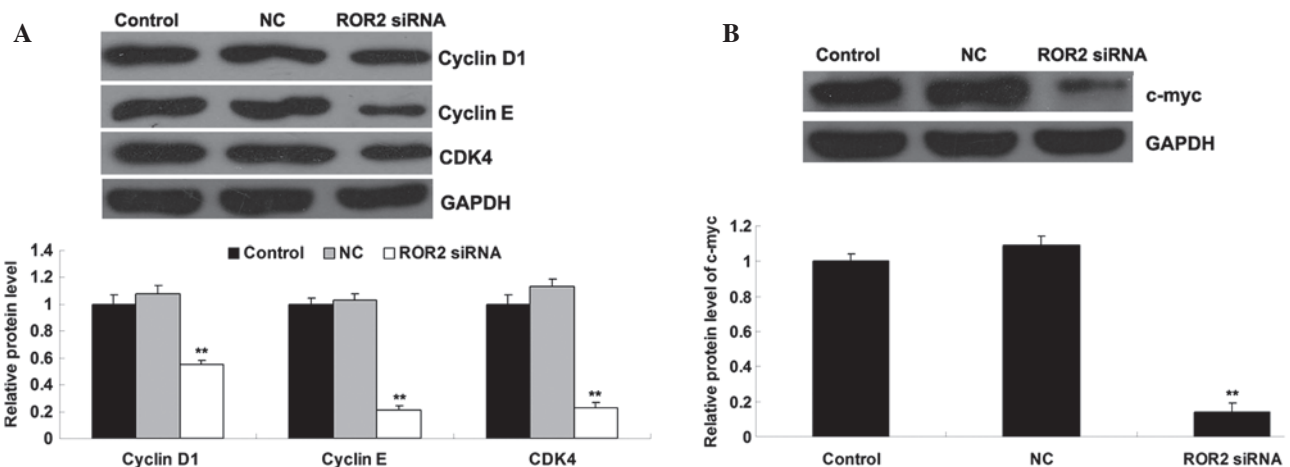 A
Control NC ROR2 siRNA
Cyclin D1
Cyclin E
CDK4
GAPDH
Control NC ROR2 siRNA
Relative protein level
1.4
1.2
1
0.8
0.6
0.4
0.2
0
**
**
**
Cyclin D1 Cyclin E CDK4
B
Control NC ROR2 siRNA
c-myc
GAPDH
Relative protein level of c-myc
1.2
1
0.8
0.6
0.4
0.2
0
**
Control NC ROR2 siRNA